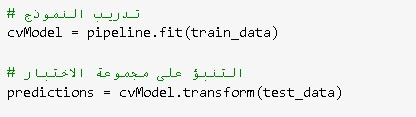 # تدريب النموذج
cvModel = pipeline.fit(train_data)
# التنبؤ على مجموعة الاختبار
predictions = cvModel.transform(test_data)